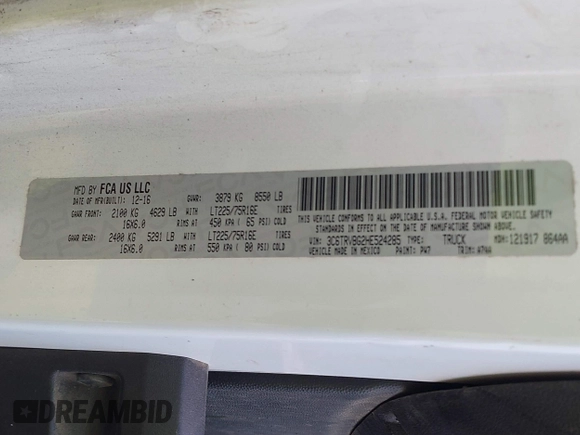 MFD BY FCA US LLC
DATE OF MFR(BUILT): 12-16 GVWR: 3879 KG 8550 LB
GAWR FRONT: 2100 KG 4629 LB WITH LT225/75R16E TIRES
16X6.0 RIMS AT 450 KPA ( 65 PSI) COLD
GAWR REAR: 2400 KG 5291 LB WITH LT225/75R16E TIRES
16X6.0 RIMS AT 550 KPA ( 80 PSI) COLD
THIS VEHICLE CONFORMS TO ALL APPLICABLE U.S.A. FEDERAL MOTOR VEHICLE SAFETY
STANDARDS IN EFFECT ON THE DATE OF MANUFACTURE SHOWN ABOVE.
VIN: 3C6TRVBG2HE524285 TYPE: TRUCK MDH: 121917 864AA
VEHICLE MADE IN MEXICO PAINT: PW7 TRIM:
DREAMBID